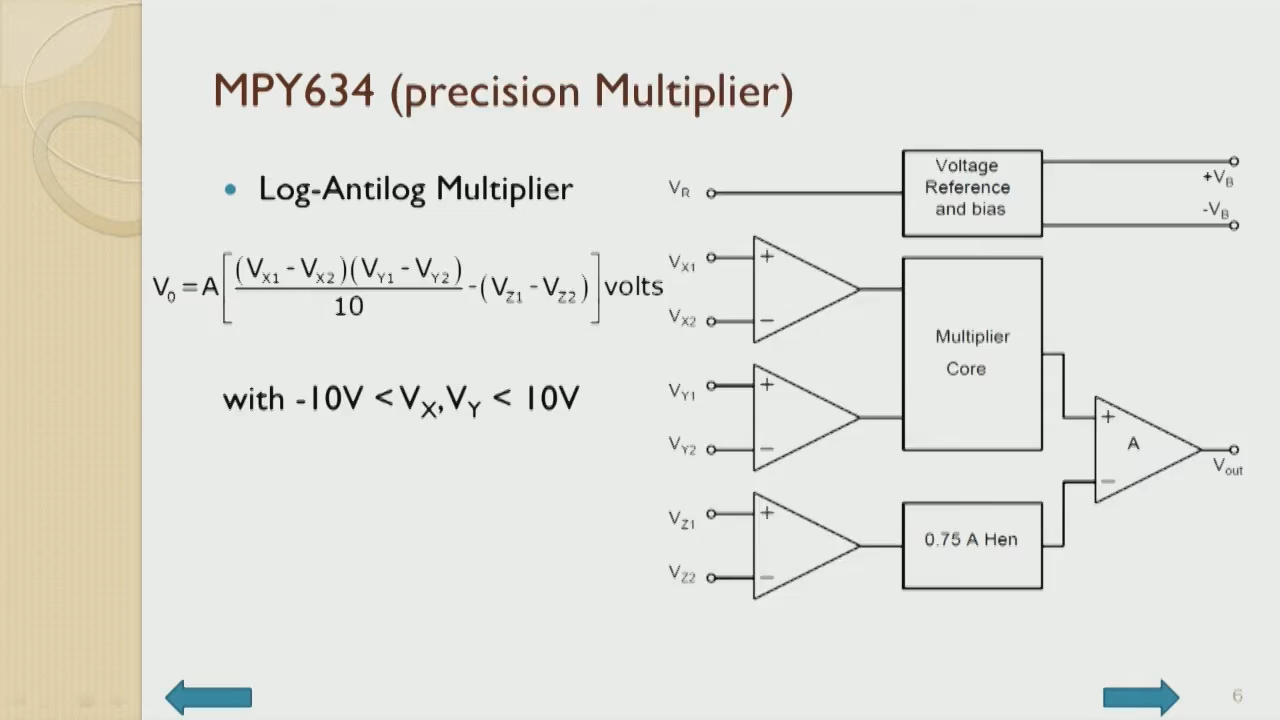 MPY634 (precision Multiplier)
• Log-Antilog Multiplier
V₀ = A[(V_X1 - V_X2)(V_Y1 - V_Y2)/10 - (V_Z1 - V_Z2)] volts
with -10V < V_X, V_Y < 10V
V_R
Voltage
Reference
and bias
+V_B
-V_B
V_X1
+
V_X2
−
V_Y1
+
V_Y2
−
Multiplier
Core
V_Z1
+
V_Z2
−
0.75 A Hen
+
A
−
V_out
6